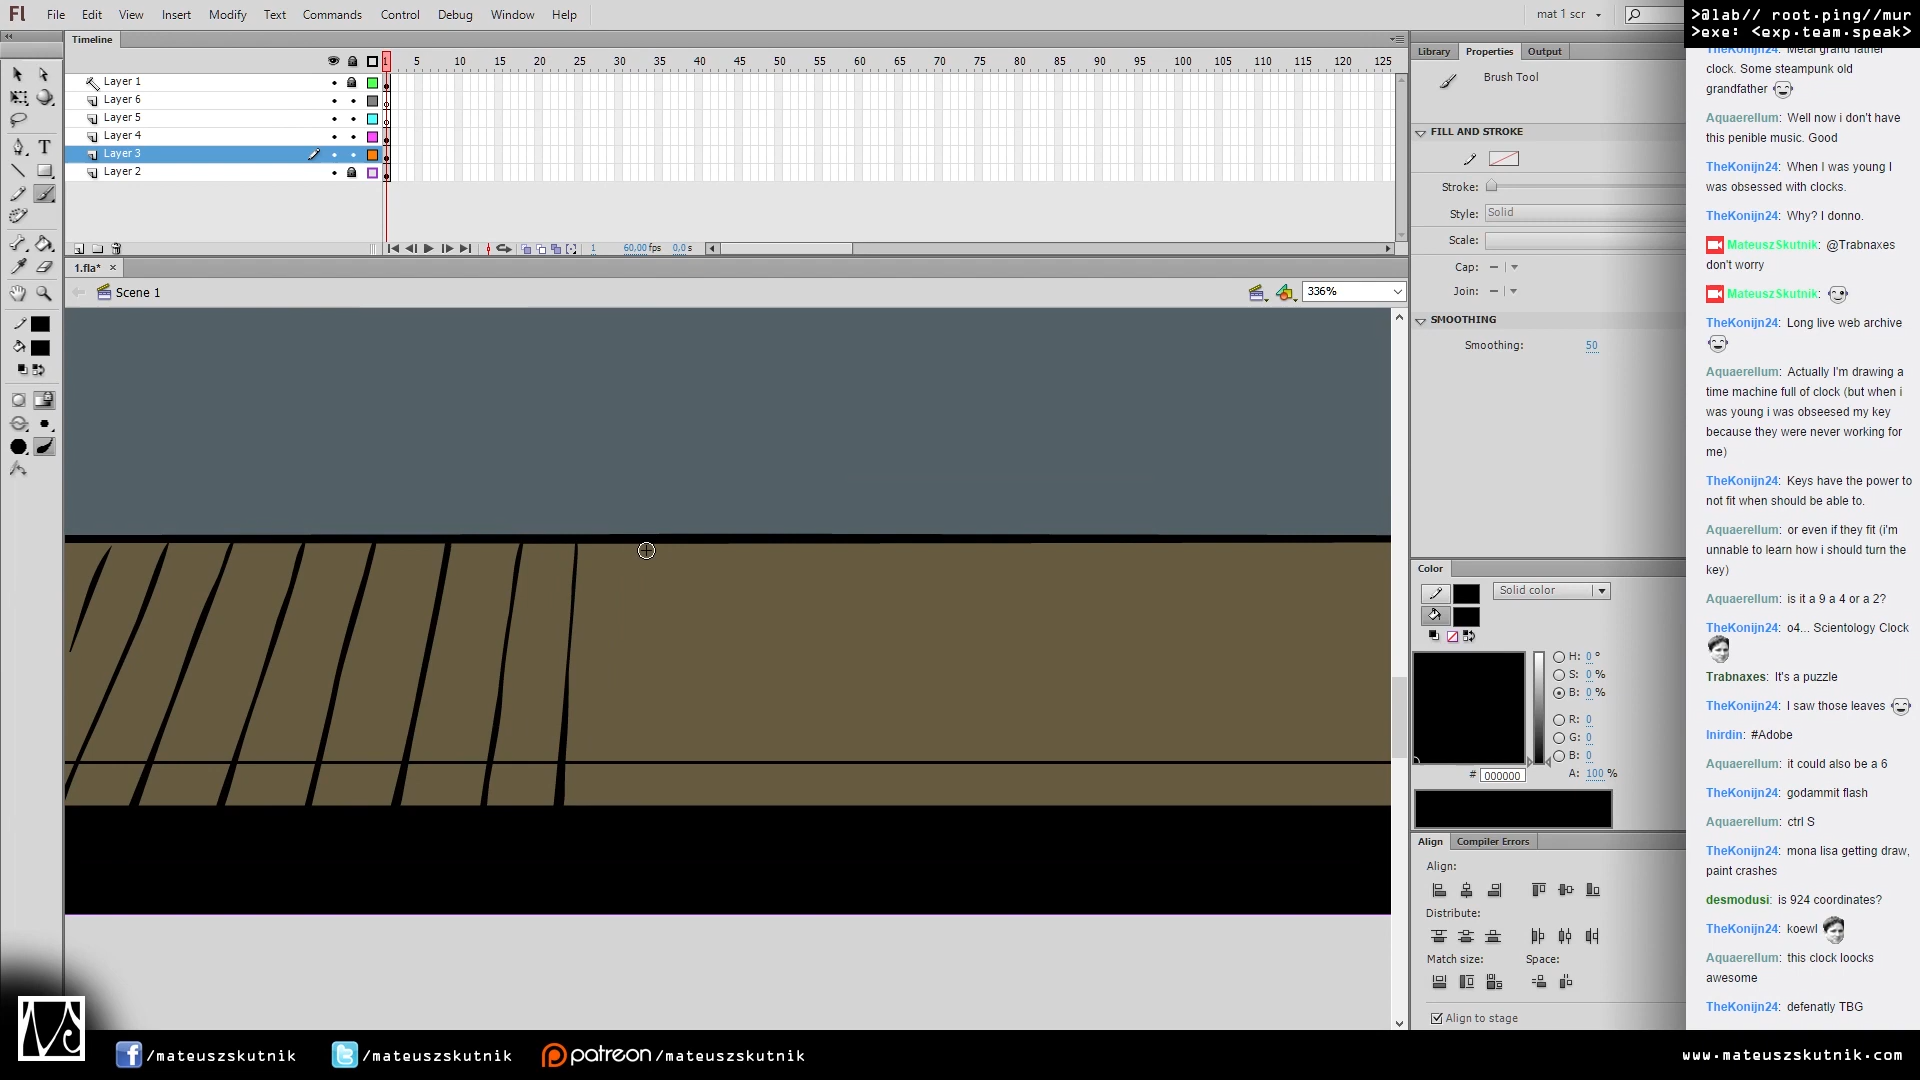 Fl File Edit View Insert Modify Text Commands Control Debug Window Help mat 1 scr
>@lab// root.ping//mur
>exe: <exp.team.speak>
Timeline
1 5 10 15 20 25 30 35 40 45 50 55 60 65 70 75 80 85 90 95 100 105 110 115 120 125
Layer 1
Layer 6
Layer 5
Layer 4
Layer 3
Layer 2
1 60,00 fps 0,0 s
1.fla* ×
Scene 1
336%
Library Properties Output
Brush Tool
FILL AND STROKE
Stroke:
Style: Solid
Scale:
Cap:
Join:
SMOOTHING
Smoothing: 50
Color
Solid color
H: 0 °
S: 0 %
B: 0 %
R: 0
G: 0
B: 0
# 000000 A: 100 %
Align Compiler Errors
Align:
Distribute:
Match size: Space:
Align to stage
TheKonijn24: Metal grand father
clock. Some steampunk old
grandfather
Aquaerellum: Well now i don't have
this penible music. Good
TheKonijn24: When I was young I
was obsessed with clocks.
TheKonijn24: Why? I donno.
MateuszSkutnik: @Trabnaxes
don't worry
MateuszSkutnik:
TheKonijn24: Long live web archive
Aquaerellum: Actually I'm drawing a
time machine full of clock (but when i
was young i was obseesed my key
because they were never working for
me)
TheKonijn24: Keys have the power to
not fit when should be able to.
Aquaerellum: or even if they fit (i'm
unnable to learn how i should turn the
key)
Aquaerellum: is it a 9 a 4 or a 2?
TheKonijn24: o4... Scientology Clock
Trabnaxes: It's a puzzle
TheKonijn24: I saw those leaves
Inirdin: #Adobe
Aquaerellum: it could also be a 6
TheKonijn24: godammit flash
Aquaerellum: ctrl S
TheKonijn24: mona lisa getting draw,
paint crashes
desmodusi: is 924 coordinates?
TheKonijn24: koewl
Aquaerellum: this clock loocks
awesome
TheKonijn24: defenatly TBG
/mateuszskutnik /mateuszskutnik patreon/mateuszskutnik www.mateuszskutnik.com